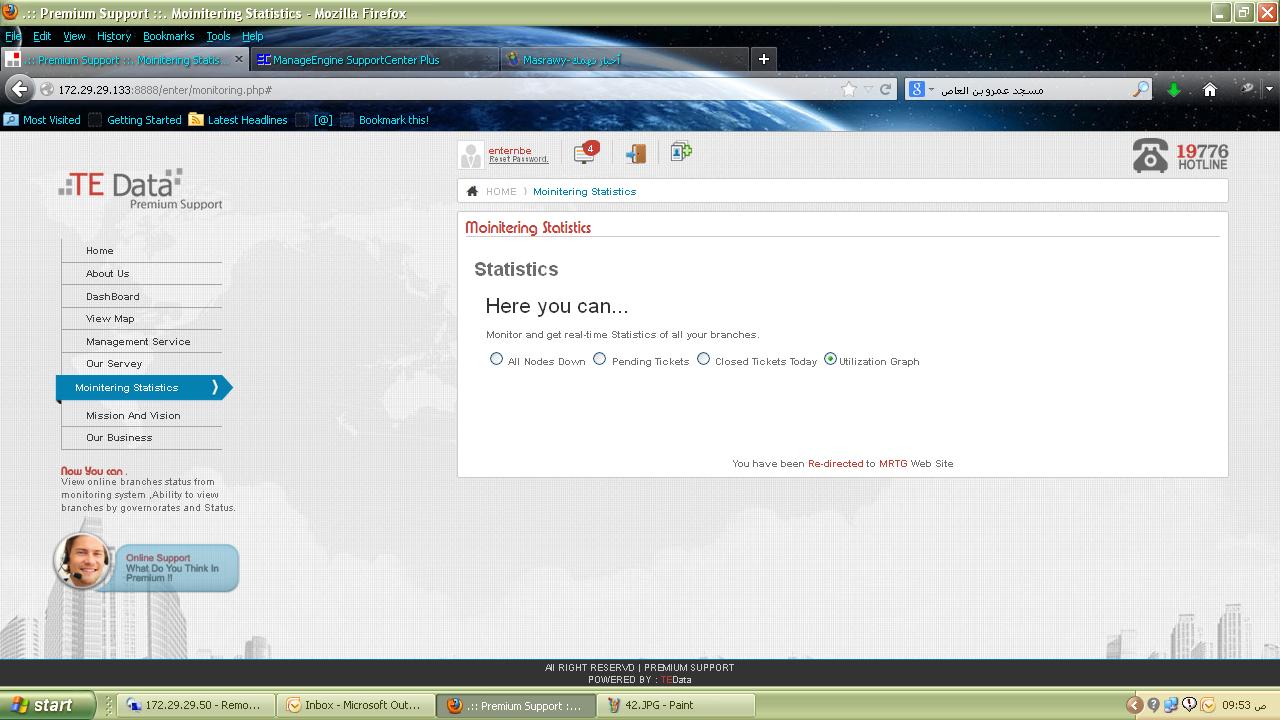 .:: Premium Support ::. Moinitering Statistics - Mozilla Firefox
File Edit View History Bookmarks Tools Help
.:: Premium Support ::. Moinitering Statis... ManageEngine SupportCenter Plus Masrawy-أخبار تهمك
172.29.29.133:8888/enter/monitoring.php#
مسجد عمرو بن العاص
Most Visited Getting Started Latest Headlines [@] Bookmark this!
enternbe
Reset Password.
4
19776
HOTLINE
TE Data
Premium Support
HOME Moinitering Statistics
Moinitering Statistics
Statistics
Here you can...
Monitor and get real-time Statistics of all your branches.
All Nodes Down Pending Tickets Closed Tickets Today Utilization Graph
You have been Re-directed to MRTG Web Site
Home
About Us
DashBoard
View Map
Management Service
Our Servey
Moinitering Statistics
Mission And Vision
Our Business
Now You can .
View online branches status from
monitoring system ,Ability to view
branches by governorates and Status.
Online Support
What Do You Think In
Premium !!
All RIGHT RESERVD | PREMIUM SUPPORT
POWERED BY : TEData
start 172.29.29.50 - Remo... Inbox - Microsoft Out... .:: Premium Support :... 42.JPG - Paint 09:53 ص